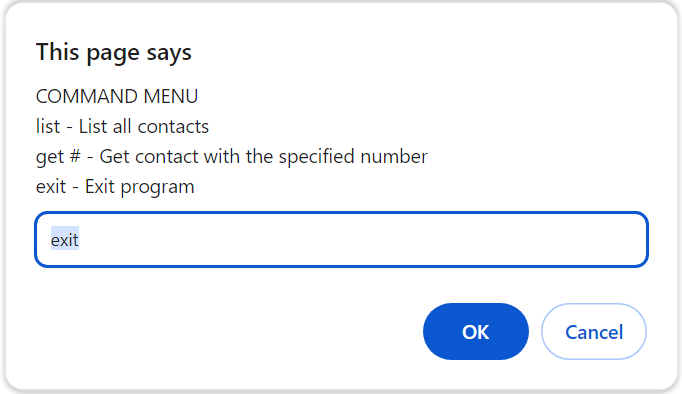 This page says
COMMAND MENU
list - List all contacts
get # - Get contact with the specified number
exit - Exit program
exit
OK
Cancel